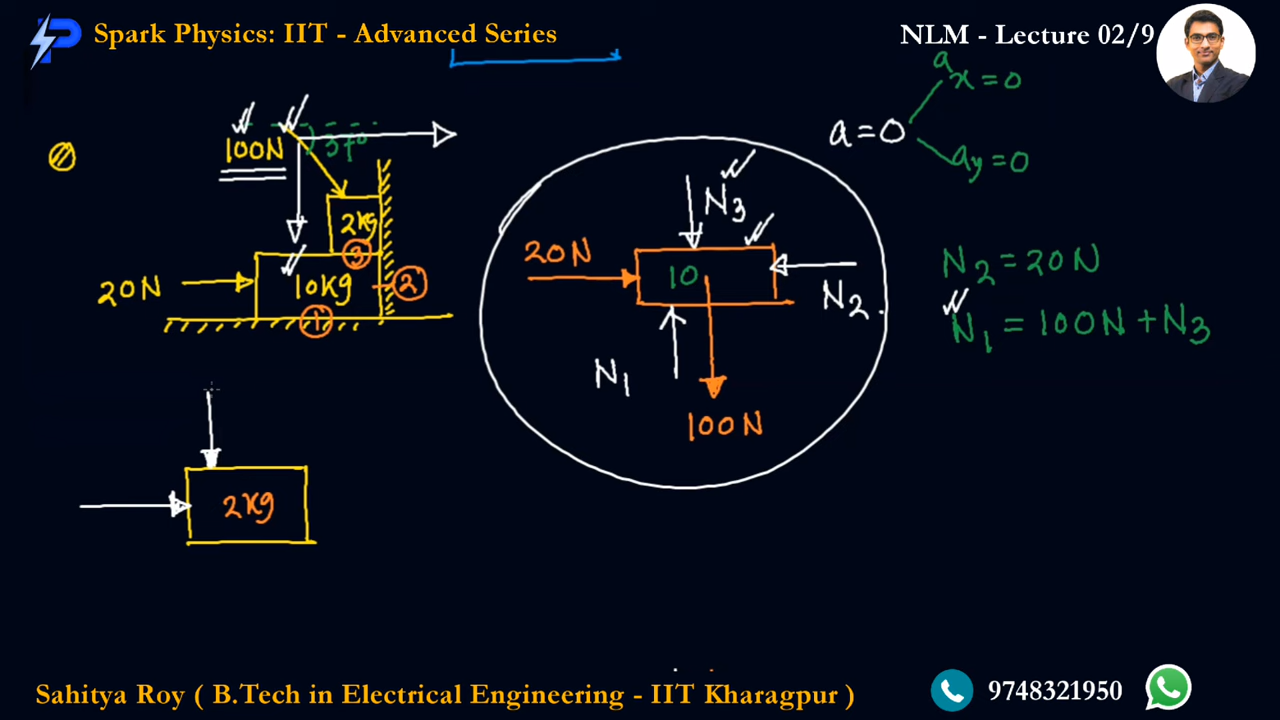 Spark Physics: IIT - Advanced Series
NLM - Lecture 02/9
ax = 0
a = 0
ay = 0
100N
37°
2kg
3
20N
10kg
2
1
N3
20N
10
N2
N1
100N
N2 = 20N
N1 = 100N + N3
2kg
Sahitya Roy ( B.Tech in Electrical Engineering - IIT Kharagpur )
9748321950